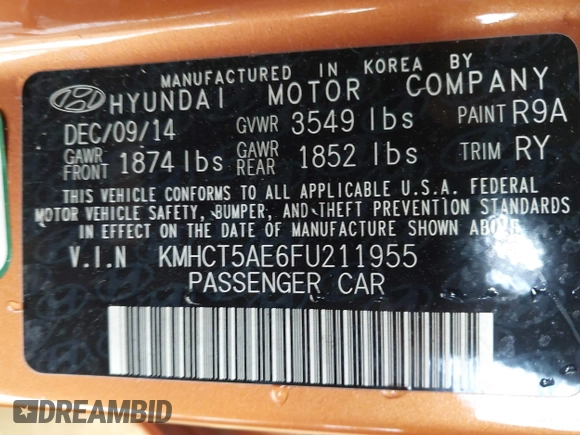 MANUFACTURED IN KOREA BY
HYUNDAI MOTOR COMPANY
DEC/09/14 GVWR 3549 lbs PAINT R9A
GAWR FRONT 1874 lbs GAWR REAR 1852 lbs TRIM RY
THIS VEHICLE CONFORMS TO ALL APPLICABLE U.S.A. FEDERAL
MOTOR VEHICLE SAFETY, BUMPER, AND THEFT PREVENTION STANDARDS
IN EFFECT ON THE DATE OF MANUFACTURE SHOWN ABOVE.
V.I.N KMHCT5AE6FU211955
PASSENGER CAR
DREAMBID